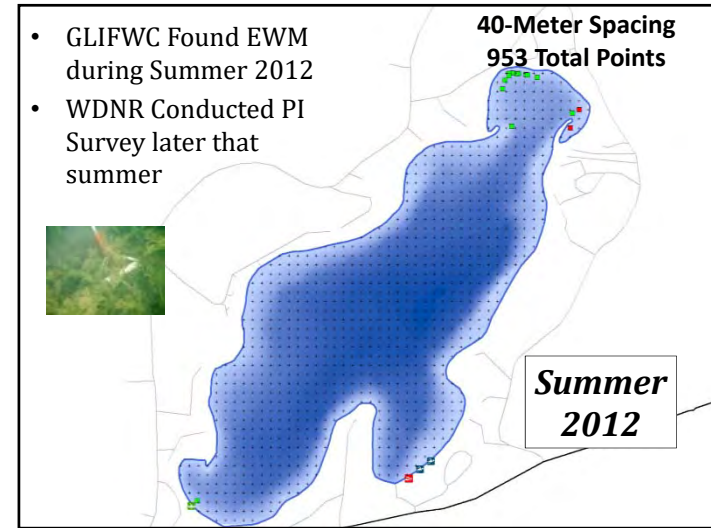 • GLIFWC Found EWM
during Summer 2012
• WDNR Conducted PI
Survey later that
summer
40-Meter Spacing
953 Total Points
Summer
2012